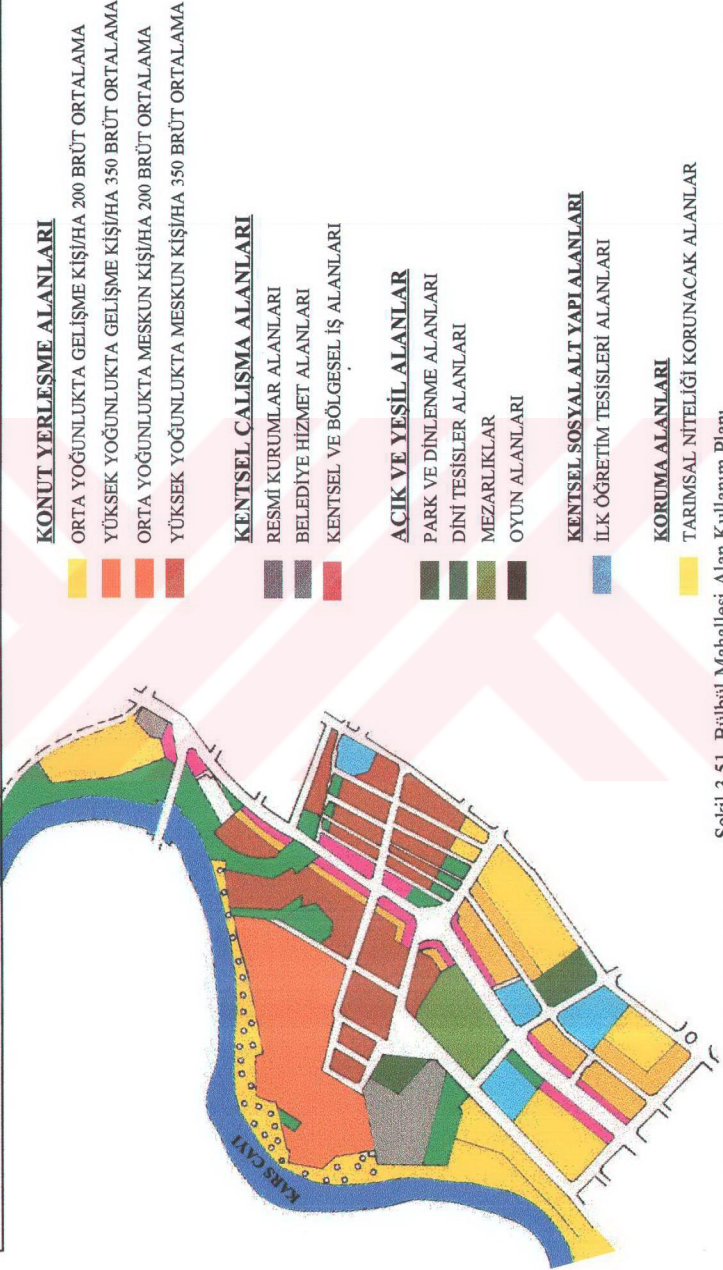 KONUT YERLEŞME ALANLARI
ORTA YOĞUNLUKTA GELİŞME KİŞİ/HA 200 BRÜT ORTALAMA
YÜKSEK YOĞUNLUKTA GELİŞME KİŞİ/HA 350 BRÜT ORTALAMA
ORTA YOĞUNLUKTA MESKUN KİŞİ/HA 200 BRÜT ORTALAMA
YÜKSEK YOĞUNLUKTA MESKUN KİŞİ/HA 350 BRÜT ORTALAMA
KENTSEL ÇALIŞMA ALANLARI
RESMİ KURUMLAR ALANLARI
BELEDİYE HİZMET ALANLARI
KENTSEL VE BÖLGESEL İŞ ALANLARI
AÇIK VE YEŞİL ALANLAR
PARK VE DİNLENME ALANLARI
DİNİ TESİSLER ALANLARI
MEZARLIKLAR
OYUN ALANLARI
KENTSEL SOSYAL ALT YAPI ALANLARI
İLK ÖĞRETİM TESİSLERİ ALANLARI
KORUMA ALANLARI
TARIMSAL NİTELİĞİ KORUNACAK ALANLAR
KARS ÇAYI
Şekil 3.51. Bülbül Mahallesi Alan Kullanım Planı